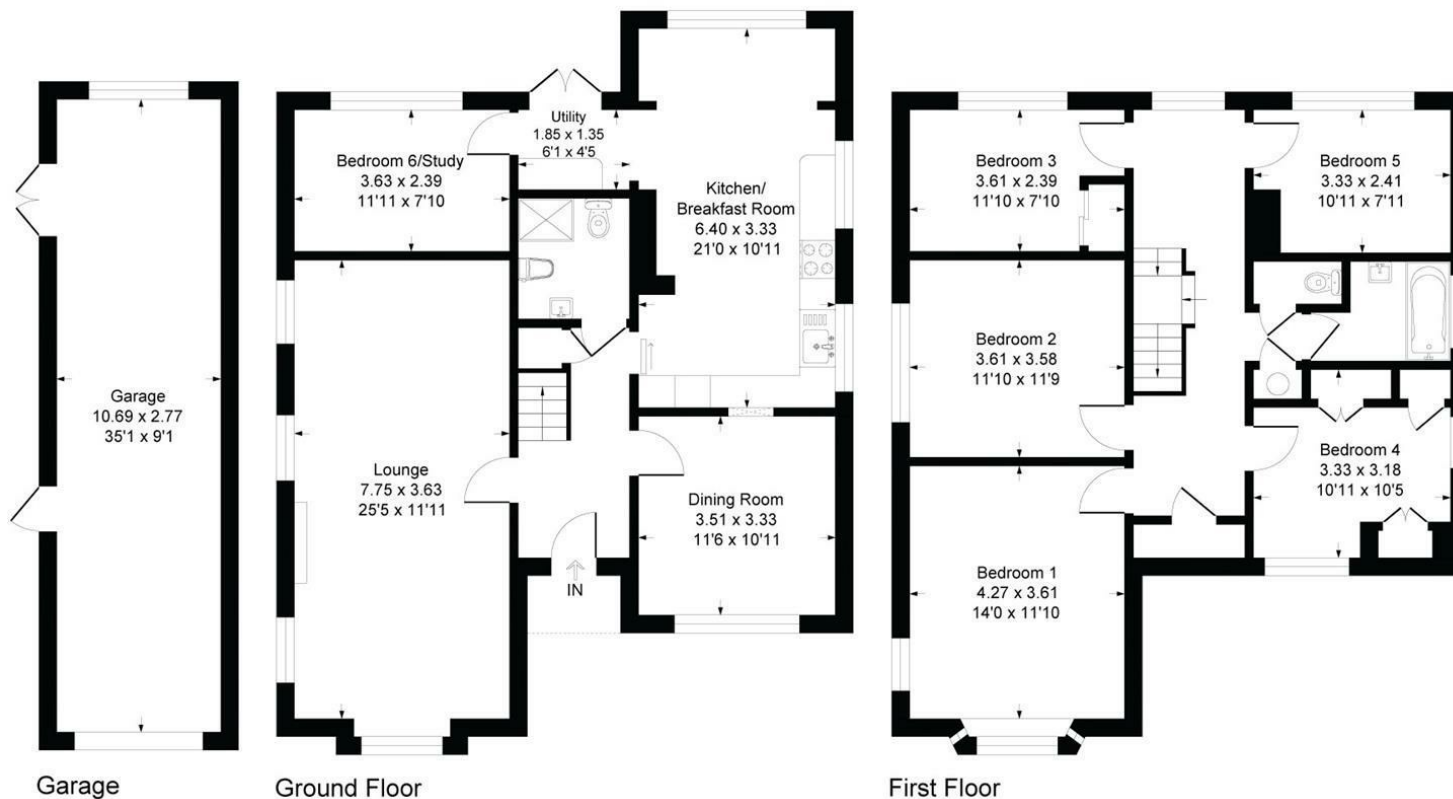 Garage
10.69 x 2.77
35'1 x 9'1
Garage
Bedroom 6/Study
3.63 x 2.39
11'11 x 7'10
Utility
1.85 x 1.35
6'1 x 4'5
Kitchen/
Breakfast Room
6.40 x 3.33
21'0 x 10'11
Lounge
7.75 x 3.63
25'5 x 11'11
Dining Room
3.51 x 3.33
11'6 x 10'11
IN
Ground Floor
Bedroom 3
3.61 x 2.39
11'10 x 7'10
Bedroom 5
3.33 x 2.41
10'11 x 7'11
Bedroom 2
3.61 x 3.58
11'10 x 11'9
Bedroom 4
3.33 x 3.18
10'11 x 10'5
Bedroom 1
4.27 x 3.61
14'0 x 11'10
First Floor